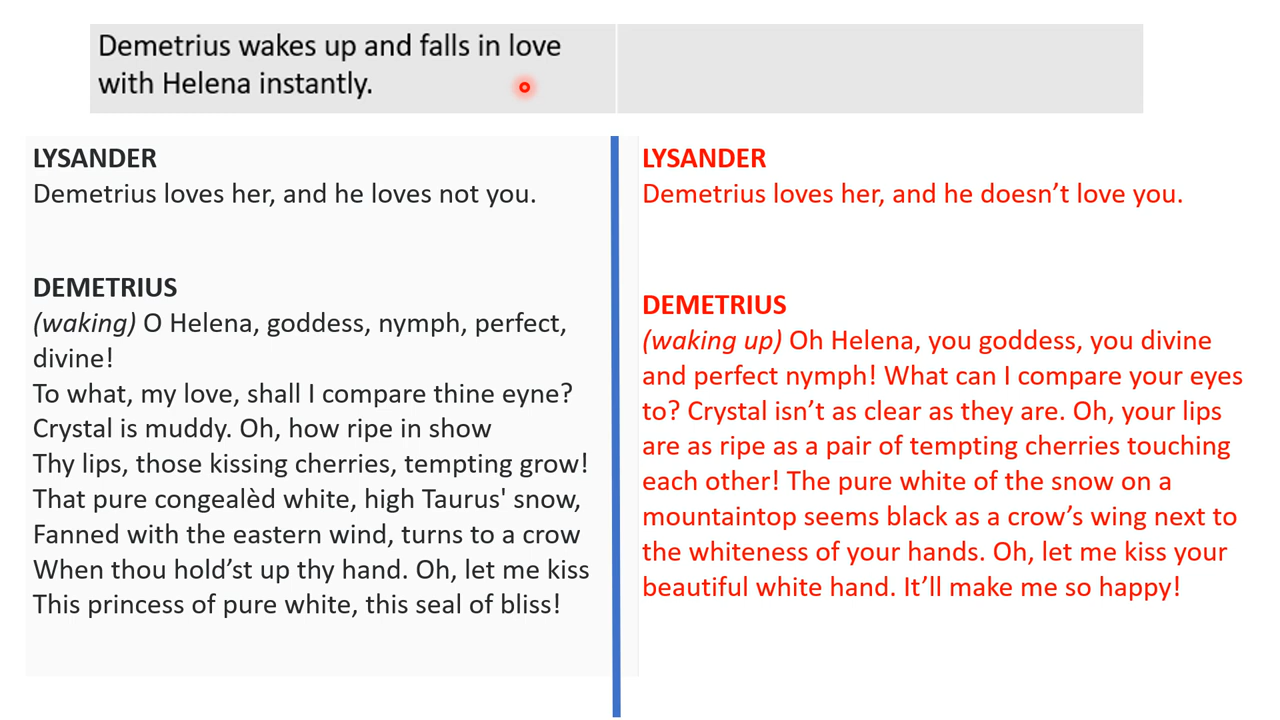 Demetrius wakes up and falls in love
with Helena instantly.
LYSANDER
Demetrius loves her, and he loves not you.
DEMETRIUS
(waking) O Helena, goddess, nymph, perfect,
divine!
To what, my love, shall I compare thine eyne?
Crystal is muddy. Oh, how ripe in show
Thy lips, those kissing cherries, tempting grow!
That pure congealèd white, high Taurus' snow,
Fanned with the eastern wind, turns to a crow
When thou hold’st up thy hand. Oh, let me kiss
This princess of pure white, this seal of bliss!
LYSANDER
Demetrius loves her, and he doesn’t love you.
DEMETRIUS
(waking up) Oh Helena, you goddess, you divine
and perfect nymph! What can I compare your eyes
to? Crystal isn’t as clear as they are. Oh, your lips
are as ripe as a pair of tempting cherries touching
each other! The pure white of the snow on a
mountaintop seems black as a crow’s wing next to
the whiteness of your hands. Oh, let me kiss your
beautiful white hand. It’ll make me so happy!